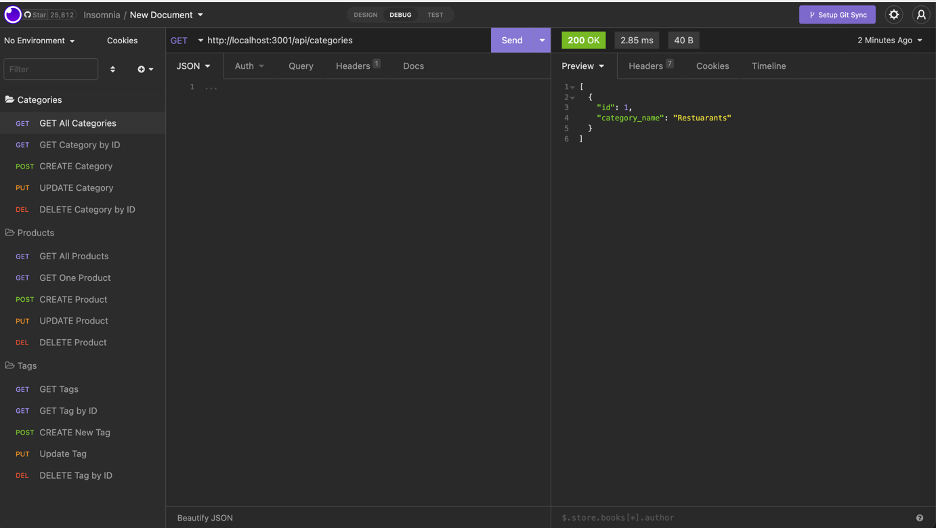 Star 25,812 Insomnia / New Document DESIGN DEBUG TEST Setup Git Sync
No Environment Cookies GET http://localhost:3001/api/categories Send 200 OK 2.85 ms 40 B 2 Minutes Ago
Filter JSON Auth Query Headers 1 Docs Preview Headers 7 Cookies Timeline
1 ...
1 [
2 {
3 "id": 1,
4 "category_name": "Restuarants"
5 }
6 ]
Categories
GET GET All Categories
GET GET Category by ID
POST CREATE Category
PUT UPDATE Category
DEL DELETE Category by ID
Products
GET GET All Products
GET GET One Product
POST CREATE Product
PUT UPDATE Product
DEL DELETE Product
Tags
GET GET Tags
GET GET Tag by ID
POST CREATE New Tag
PUT Update Tag
DEL DELETE Tag by ID
Beautify JSON $.store.books[*].author